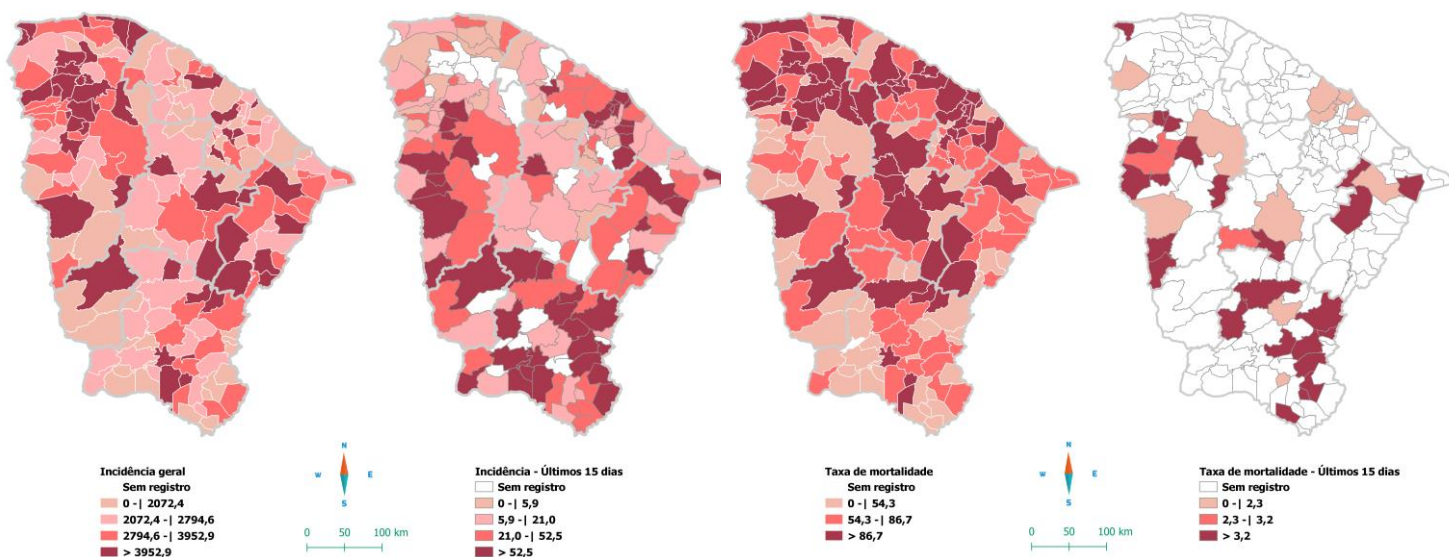 N
W E
S
Incidência geral
Sem registro
0 -| 2072,4
2072,4 -| 2794,6
2794,6 -| 3952,9
> 3952,9
0 50 100 km
Incidência - Últimos 15 dias
Sem registro
0 -| 5,9
5,9 -| 21,0
21,0 -| 52,5
> 52,5
Taxa de mortalidade
Sem registro
0 -| 54,3
54,3 -| 86,7
> 86,7
N
W E
S
0 50 100 km
Taxa de mortalidade - Últimos 15 dias
Sem registro
0 -| 2,3
2,3 -| 3,2
> 3,2